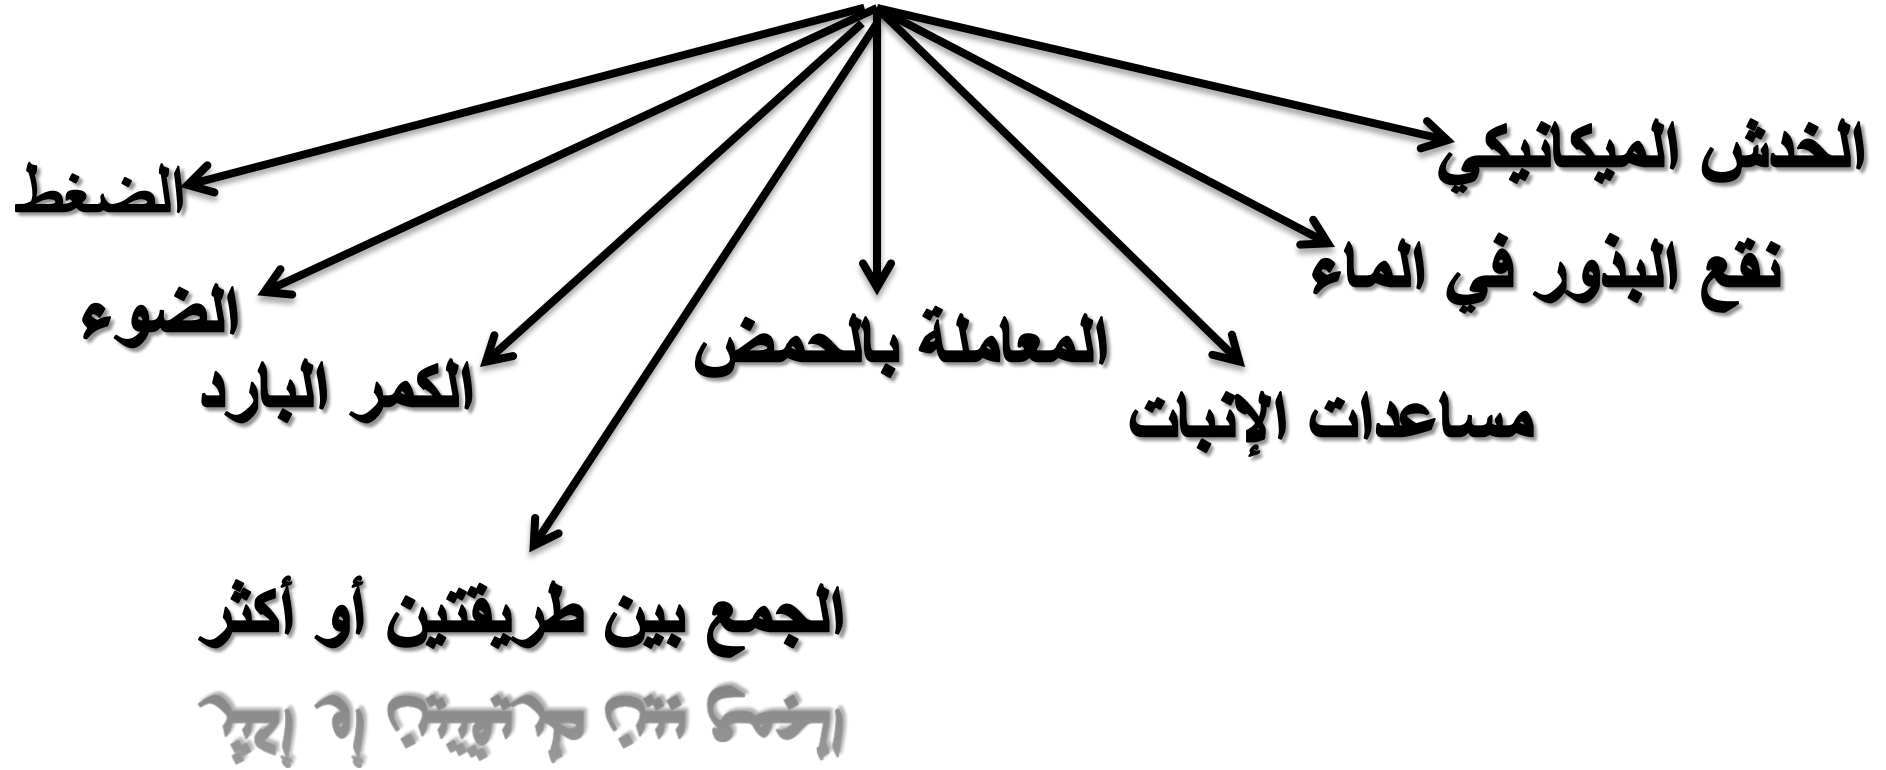 الخدش الميكانيكي
نقع البذور في الماء
مساعدات الإنبات
المعاملة بالحمض
الجمع بين طريقتين أو أكثر
الكمر البارد
الضوء
الضغط